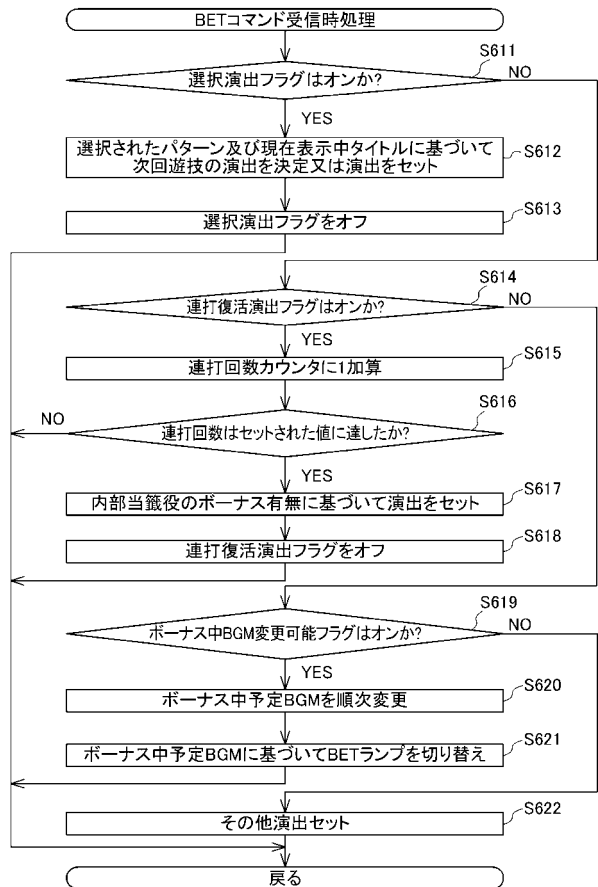 BETコマンド受信時処理
S611
選択演出フラグはオンか?
NO
YES
選択されたパターン及び現在表示中タイトルに基づいて
次回遊技の演出を決定又は演出をセット
S612
選択演出フラグをオフ
S613
S614
連打復活演出フラグはオンか?
NO
YES
連打回数カウンタに1加算
S615
S616
NO
連打回数はセットされた値に達したか?
YES
内部当籤役のボーナス有無に基づいて演出をセット
S617
連打復活演出フラグをオフ
S618
S619
ボーナス中BGM変更可能フラグはオンか?
NO
YES
ボーナス中予定BGMを順次変更
S620
ボーナス中予定BGMに基づいてBETランプを切り替え
S621
その他演出セット
S622
戻る